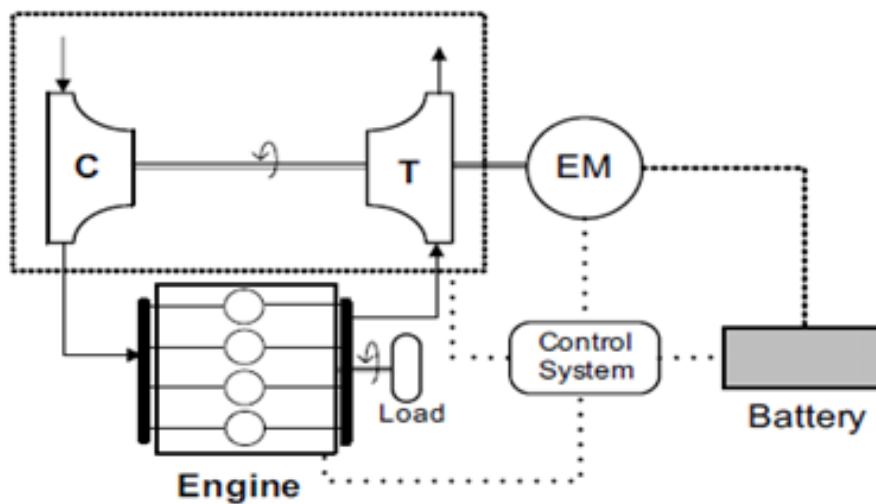 C
T
EM
Control
System
Load
Battery
Engine